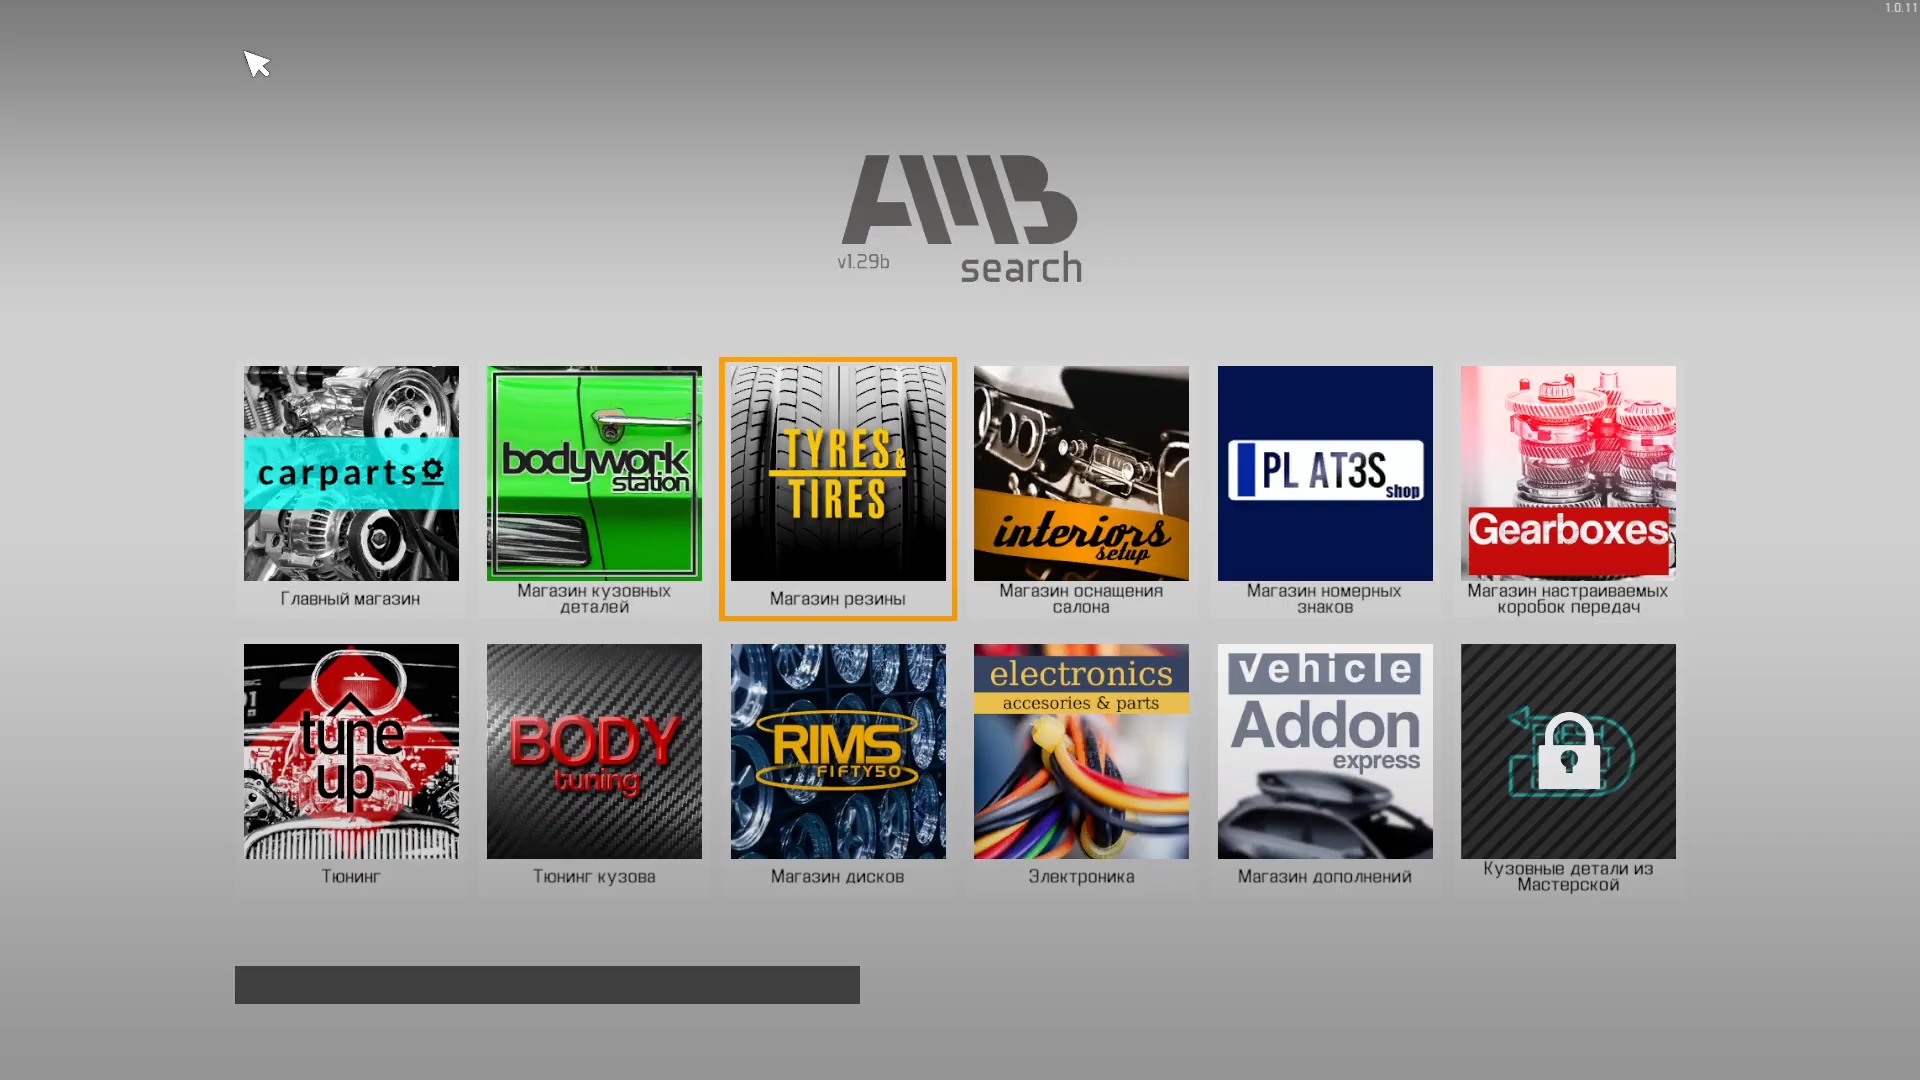 1.0.11
AMB
v1.29b
search
carparts
bodywork
station
TYRES &
TIRES
interiors
setup
PL AT3S
shop
Gearboxes
Главный магазин
Магазин кузовных
деталей
Магазин резины
Магазин оснащения
салона
Магазин номерных
знаков
Магазин настраиваемых
коробок передач
tune
up
BODY
tuning
RIMS
FIFTY50
electronics
accesories & parts
vehicle
Addon
express
Тюнинг
Тюнинг кузова
Магазин дисков
Электроника
Магазин дополнений
Кузовные детали из
Мастерской